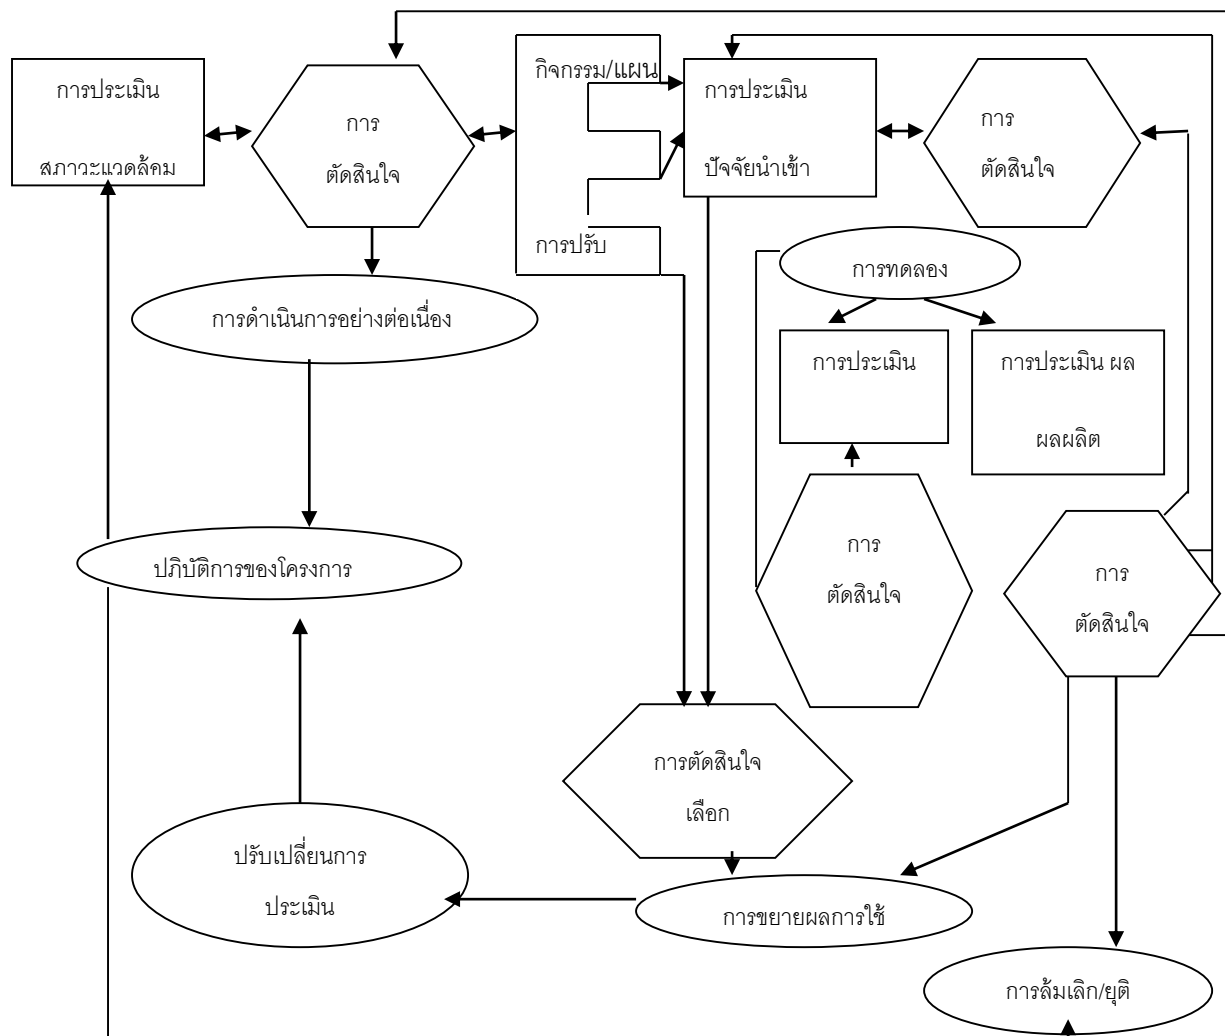 การประเมิน
สภาวะแวดล้อม
การ
ตัดสินใจ
กิจกรรม/แผน
การปรับ
การประเมิน
ปัจจัยนำเข้า
การ
ตัดสินใจ
การทดลอง
การดำเนินการอย่างต่อเนื่อง
การประเมิน
การประเมิน ผล
ผลผลิต
ปฏิบัติการของโครงการ
การ
ตัดสินใจ
การ
ตัดสินใจ
การตัดสินใจ
เลือก
ปรับเปลี่ยนการ
ประเมิน
การขยายผลการใช้
การล้มเลิก/ยุติ